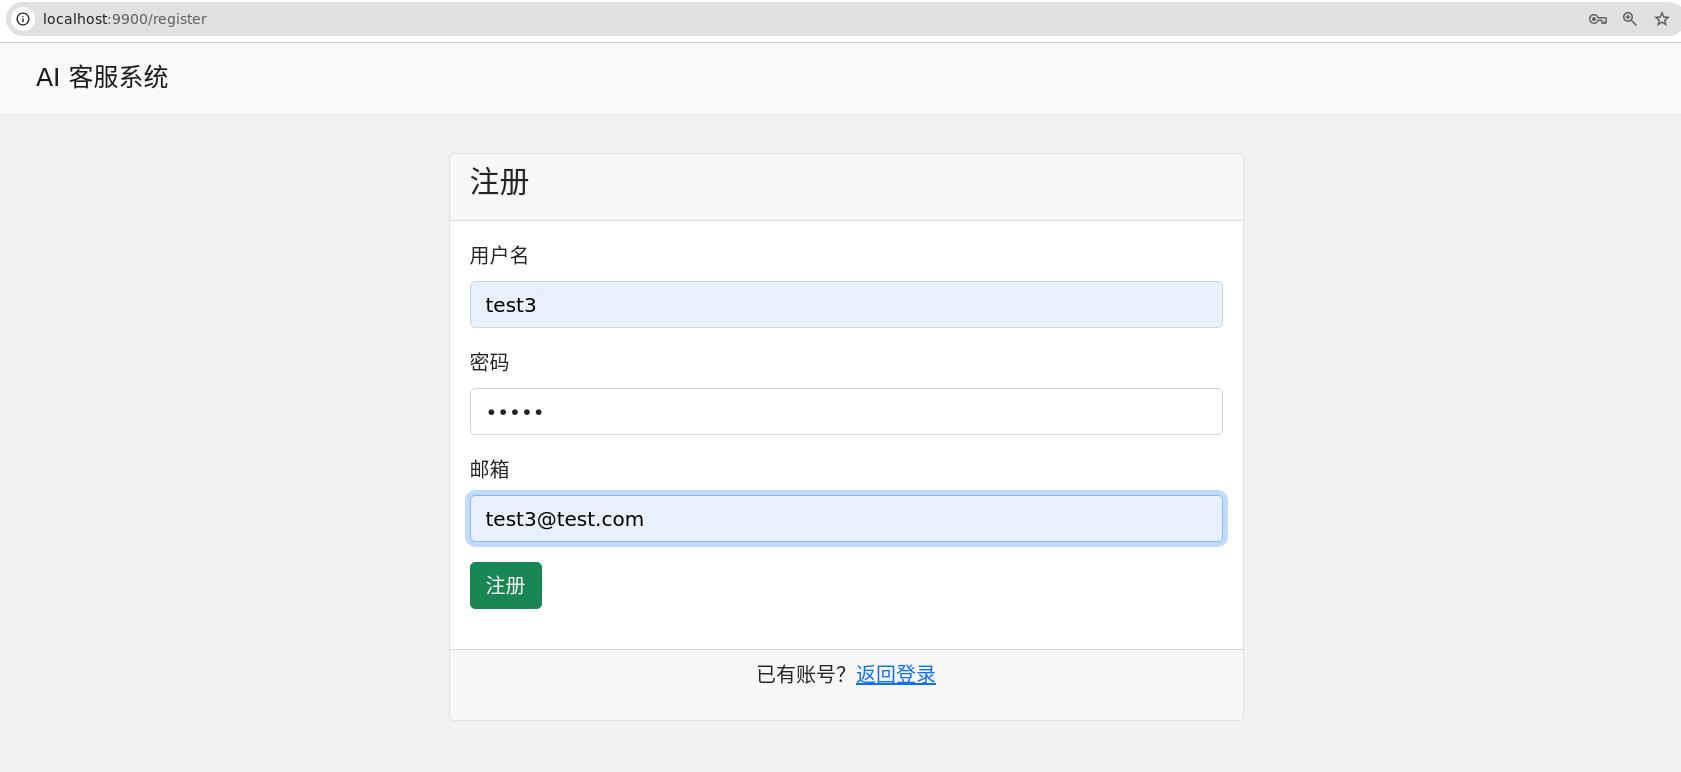 localhost:9900/register
AI 客服系统
注册
用户名
test3
密码
•••••
邮箱
test3@test.com
注册
已有账号？返回登录